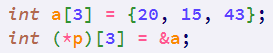 int a[3] = {20, 15, 43};
int (*p)[3] = &a;